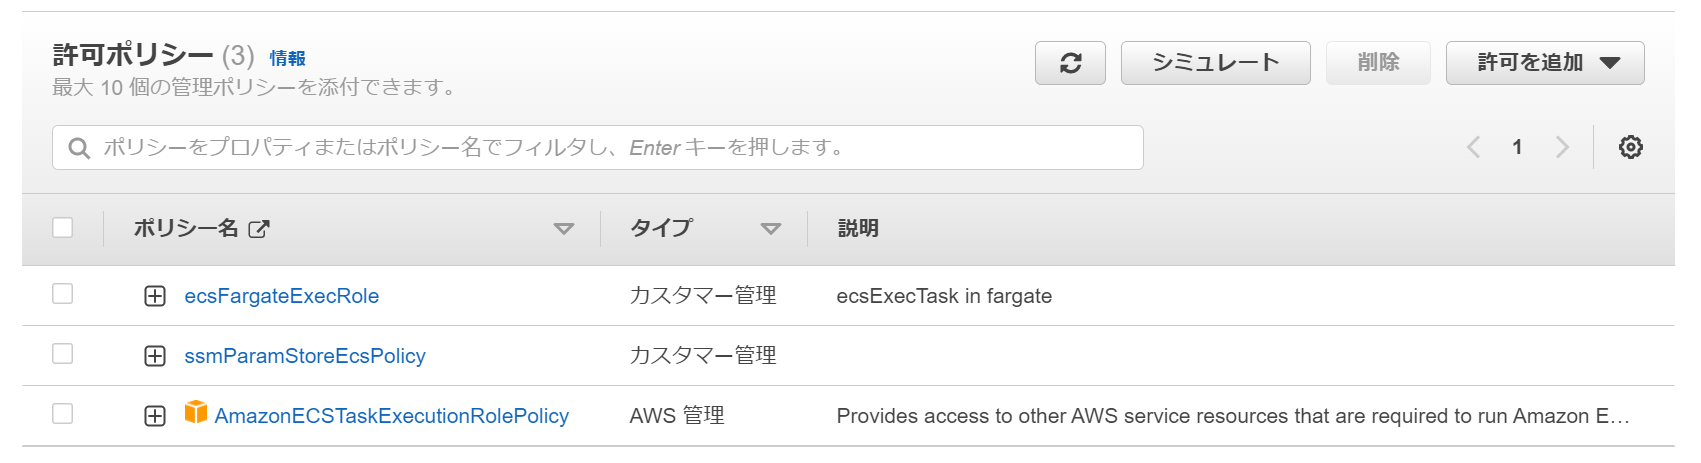 許可ポリシー (3) 情報
最大 10 個の管理ポリシーを添付できます。
シミュレート
削除
許可を追加
ポリシーをプロパティまたはポリシー名でフィルタし、Enter キーを押します。
1
ポリシー名 タイプ 説明
ecsFargateExecRole カスタマー管理 ecsExecTask in fargate
ssmParamStoreEcsPolicy カスタマー管理
AmazonECSTaskExecutionRolePolicy AWS 管理 Provides access to other AWS service resources that are required to run Amazon E…